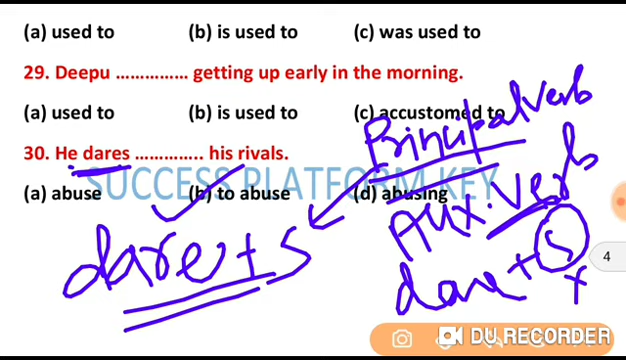 (a) used to (b) is used to (c) was used to
29. Deepu ............... getting up early in the morning.
(a) used to (b) is used to (c) accustomed to
Principal Verb
30. He dares ............. his rivals.
SUCCESS PLATFORM KEY
(a) abuse (b) to abuse (d) abusing
Aux. Verb
dare + s
dare + s
4
DU RECORDER